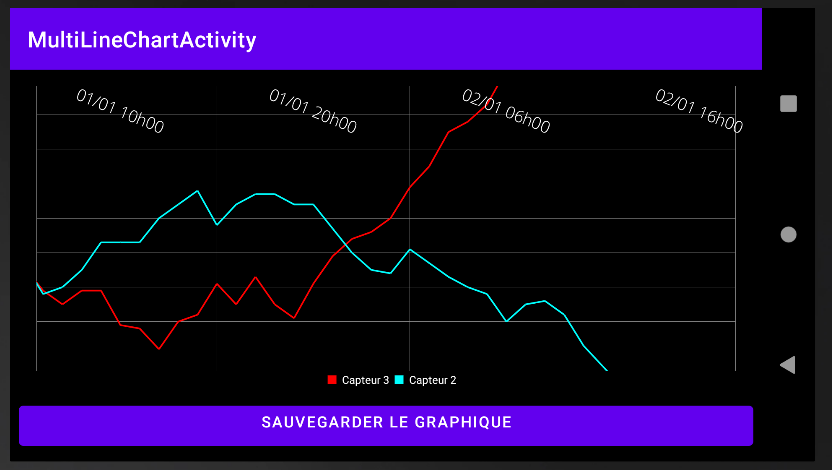 MultiLineChartActivity
01/01 10h00
01/01 20h00
02/01 06h00
02/01 16h00
Capteur 3
Capteur 2
SAUVEGARDER LE GRAPHIQUE